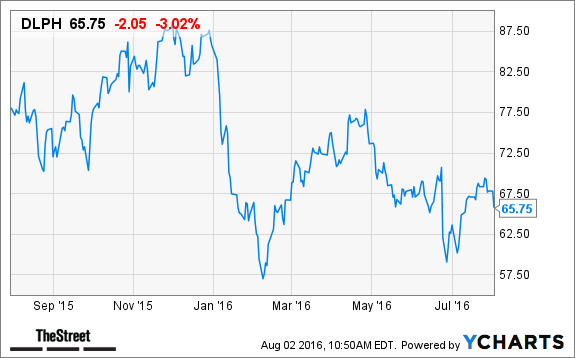 DLPH 65.75 -2.05 -3.02%
87.50
82.50
77.50
72.50
67.50
65.75
62.50
57.50
Sep '15 Nov '15 Jan '16 Mar '16 May '16 Jul '16
TheStreet
Aug 02 2016, 10:50AM EDT. Powered by YCHARTS